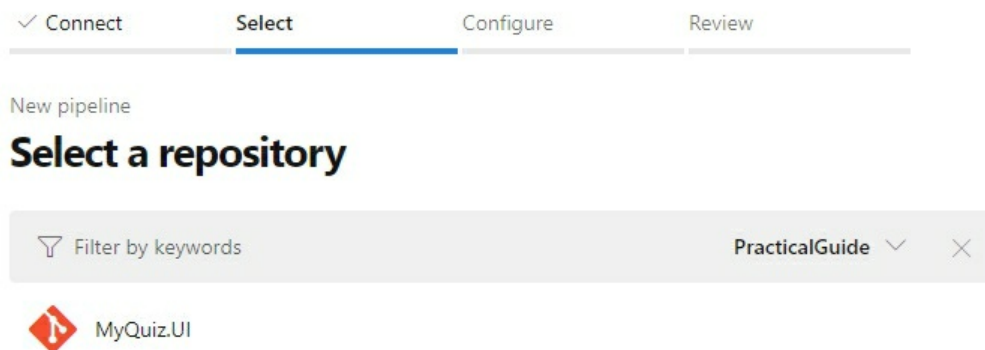 Connect Select Configure Review
New pipeline
Select a repository
Filter by keywords PracticalGuide
MyQuiz.UI